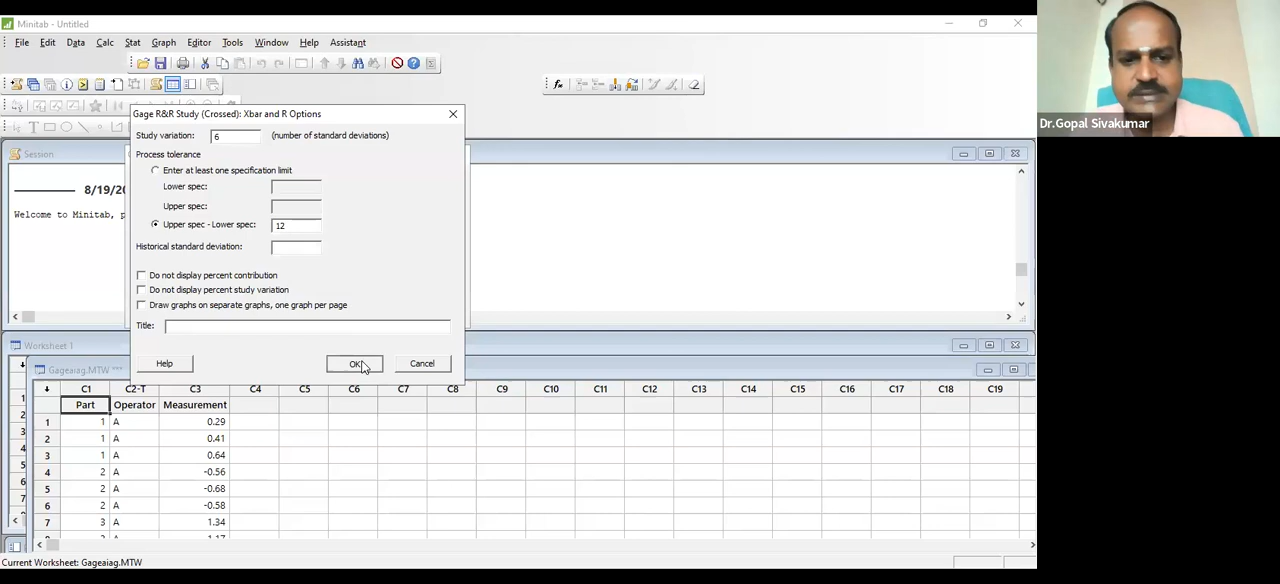 Minitab - Untitled
File Edit Data Calc Stat Graph Editor Tools Window Help Assistant
Gage R&R Study (Crossed): Xbar and R Options
Study variation: 6 (number of standard deviations)
Process tolerance
Enter at least one specification limit
Lower spec:
Upper spec:
Upper spec - Lower spec: 12
Historical standard deviation:
Do not display percent contribution
Do not display percent study variation
Draw graphs on separate graphs, one graph per page
Title:
Help OK Cancel
Session
8/19/20
Welcome to Minitab, p
Worksheet 1
Gageaiag.MTW ***
C1 C2-T C3 C4 C5 C6 C7 C8 C9 C10 C11 C12 C13 C14 C15 C16 C17 C18 C19
Part Operator Measurement
1 1 A 0.29
2 1 A 0.41
3 1 A 0.64
4 2 A -0.56
5 2 A -0.68
6 2 A -0.58
7 3 A 1.34
Current Worksheet: Gageaiag.MTW
Dr.Gopal Sivakumar